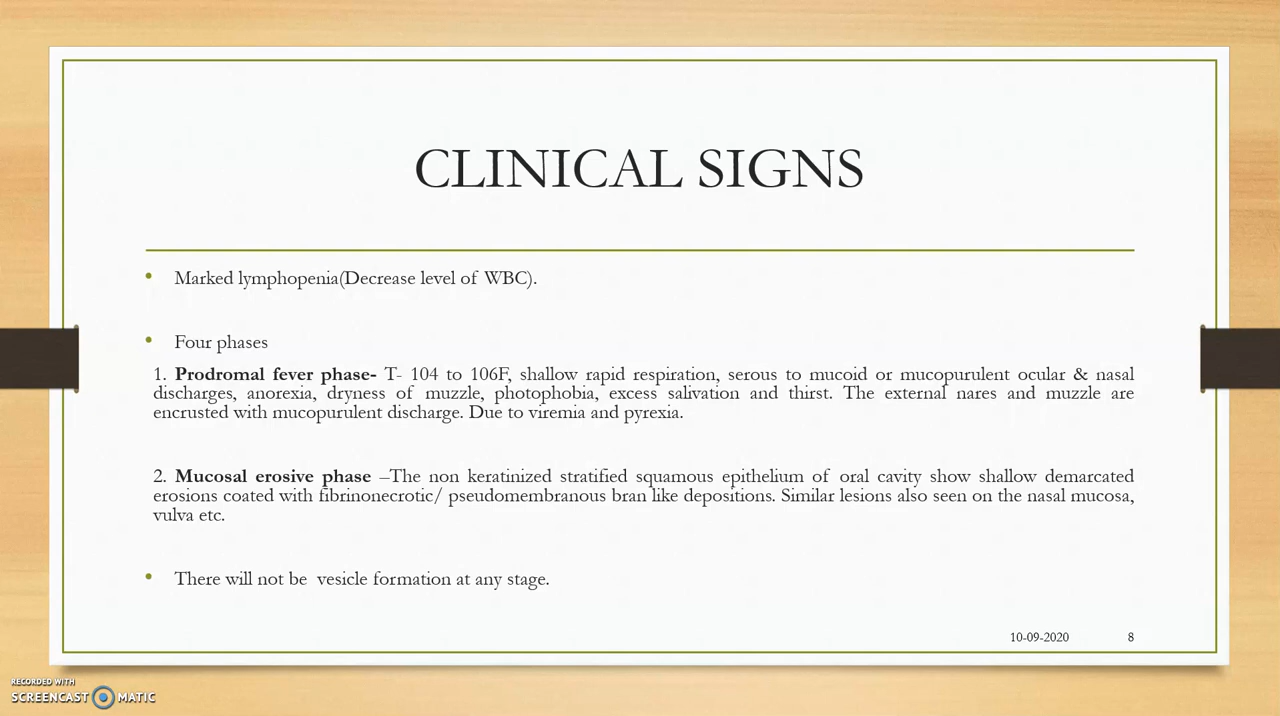 CLINICAL SIGNS
• Marked lymphopenia(Decrease level of WBC).
• Four phases
1. Prodromal fever phase- T- 104 to 106F, shallow rapid respiration, serous to mucoid or mucopurulent ocular & nasal
discharges, anorexia, dryness of muzzle, photophobia, excess salivation and thirst. The external nares and muzzle are
encrusted with mucopurulent discharge. Due to viremia and pyrexia.
2. Mucosal erosive phase –The non keratinized stratified squamous epithelium of oral cavity show shallow demarcated
erosions coated with fibrinonecrotic/ pseudomembranous bran like depositions. Similar lesions also seen on the nasal mucosa,
vulva etc.
• There will not be vesicle formation at any stage.
10-09-2020 8
RECORDED WITH
SCREENCAST MATIC